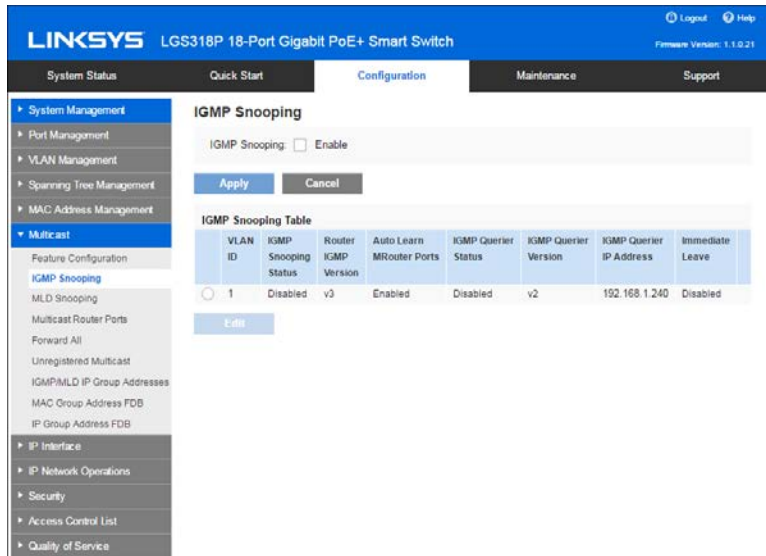 Logout Help
LINKSYS LGS318P 18-Port Gigabit PoE+ Smart Switch
Firmware Version: 1.1.0.21
System Status Quick Start Configuration Maintenance Support
System Management
Port Management
VLAN Management
Spanning Tree Management
MAC Address Management
Multicast
Feature Configuration
IGMP Snooping
MLD Snooping
Multicast Router Ports
Forward All
Unregistered Multicast
IGMP/MLD IP Group Addresses
MAC Group Address FDB
IP Group Address FDB
IP Interface
IP Network Operations
Security
Access Control List
Quality of Service
IGMP Snooping
IGMP Snooping: Enable
Apply Cancel
IGMP Snooping Table
VLAN ID IGMP Snooping Status Router IGMP Version Auto Learn MRouter Ports IGMP Querier Status IGMP Querier Version IGMP Querier IP Address Immediate Leave
1 Disabled v3 Enabled Disabled v2 192.168.1.240 Disabled
Edit